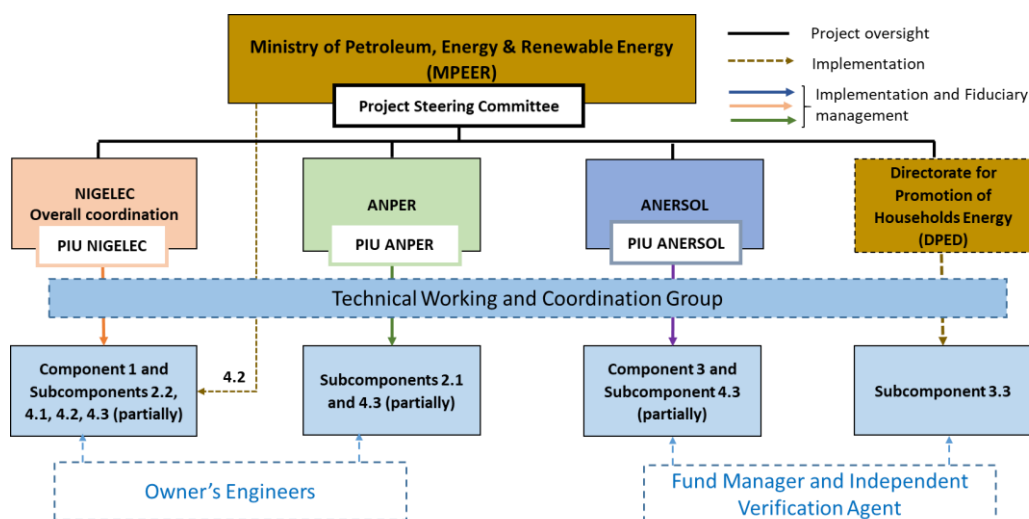 Ministry of Petroleum, Energy & Renewable Energy
(MPEER)
Project Steering Committee
Project oversight
Implementation
Implementation and Fiduciary
management
NIGELEC
Overall coordination
PIU NIGELEC
ANPER
PIU ANPER
ANERSOL
PIU ANERSOL
Directorate for
Promotion of
Households Energy
(DPED)
Technical Working and Coordination Group
Component 1 and
Subcomponents 2.2,
4.1, 4.2, 4.3 (partially)
4.2
Subcomponents 2.1
and 4.3 (partially)
Component 3 and
Subcomponent 4.3
(partially)
Subcomponent 3.3
Owner's Engineers
Fund Manager and Independent
Verification Agent